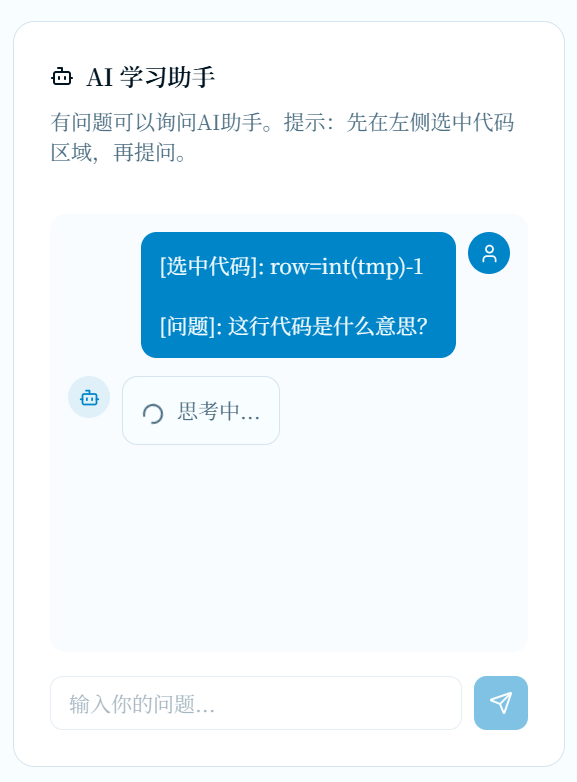 AI 学习助手
有问题可以询问AI助手。提示：先在左侧选中代码
区域，再提问。
[选中代码]: row=int(tmp)-1
[问题]: 这行代码是什么意思？
思考中...
输入你的问题...